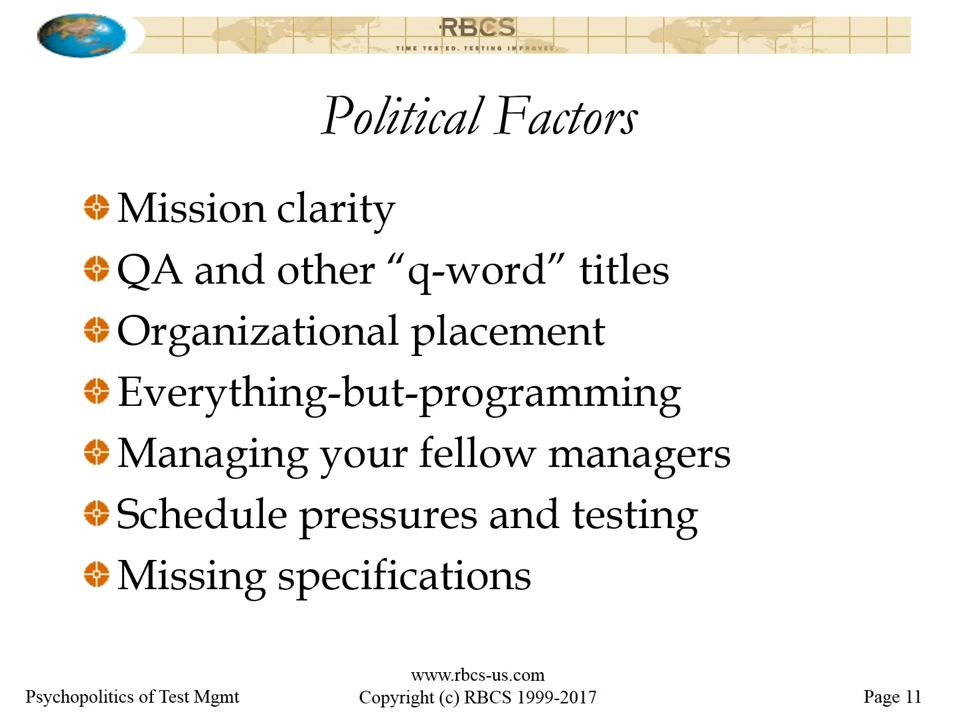 RBCS
TIME TESTED. TESTING IMPROVED.
Political Factors
Mission clarity
QA and other “q-word” titles
Organizational placement
Everything-but-programming
Managing your fellow managers
Schedule pressures and testing
Missing specifications
www.rbcs-us.com
Psychopolitics of Test Mgmt
Copyright (c) RBCS 1999-2017
Page 11